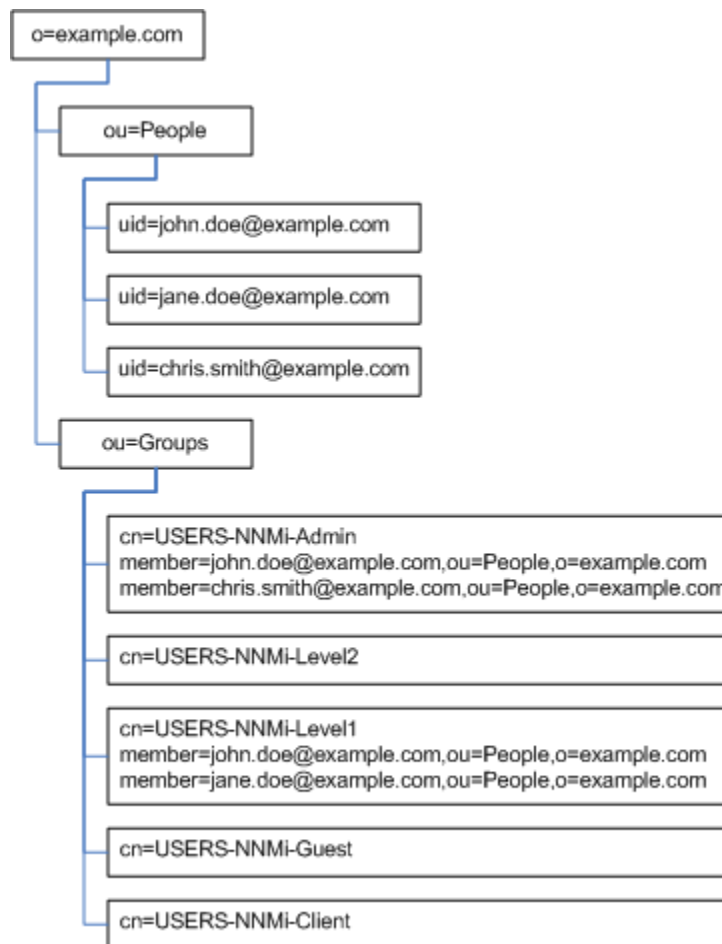 o=example.com
ou=People
uid=john.doe@example.com
uid=jane.doe@example.com
uid=chris.smith@example.com
ou=Groups
cn=USERS-NNMi-Admin
member=john.doe@example.com,ou=People,o=example.com
member=chris.smith@example.com,ou=People,o=example.com
cn=USERS-NNMi-Level2
cn=USERS-NNMi-Level1
member=john.doe@example.com,ou=People,o=example.com
member=jane.doe@example.com,ou=People,o=example.com
cn=USERS-NNMi-Guest
cn=USERS-NNMi-Client